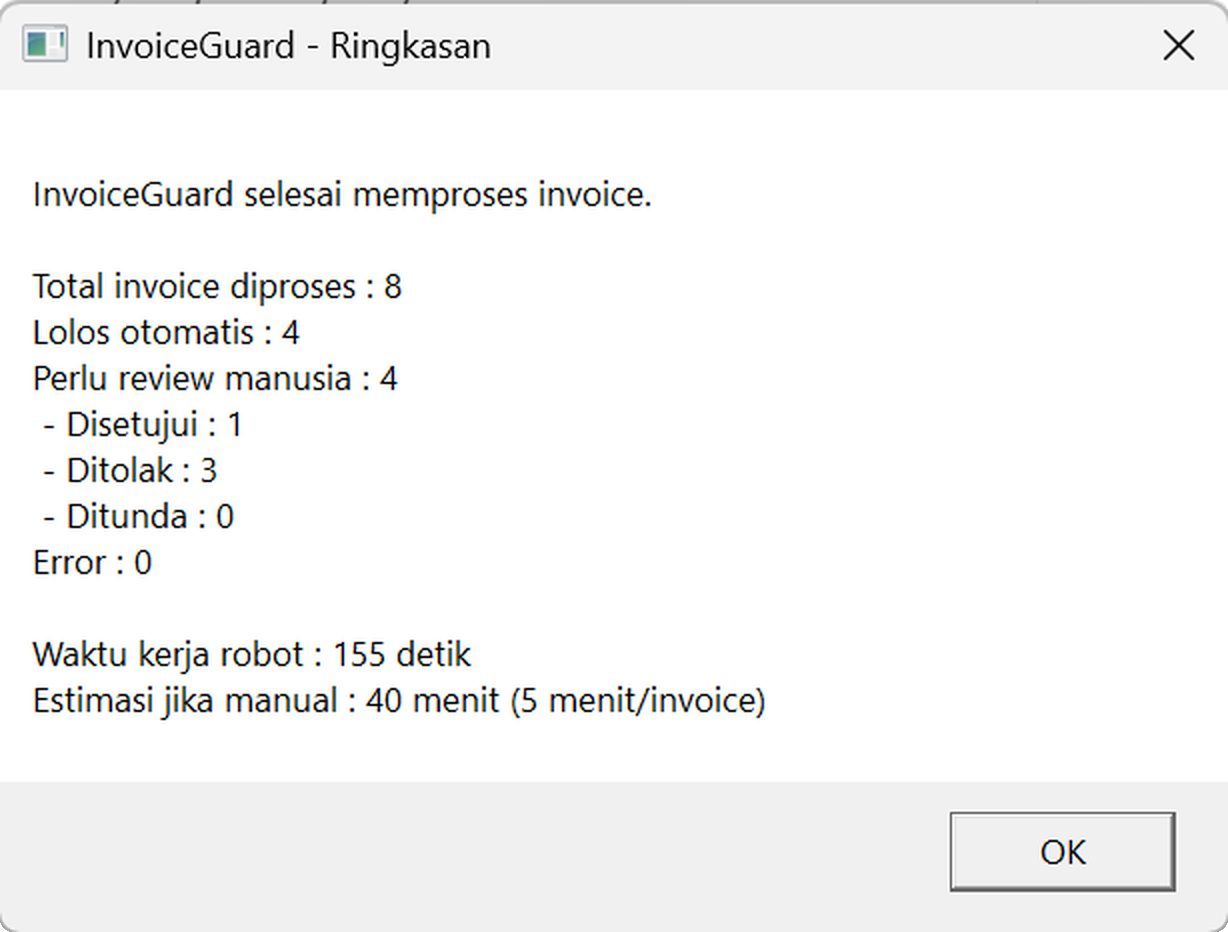 InvoiceGuard - Ringkasan
InvoiceGuard selesai memproses invoice.
Total invoice diproses : 8
Lolos otomatis : 4
Perlu review manusia : 4
- Disetujui : 1
- Ditolak : 3
- Ditunda : 0
Error : 0
Waktu kerja robot : 155 detik
Estimasi jika manual : 40 menit (5 menit/invoice)
OK